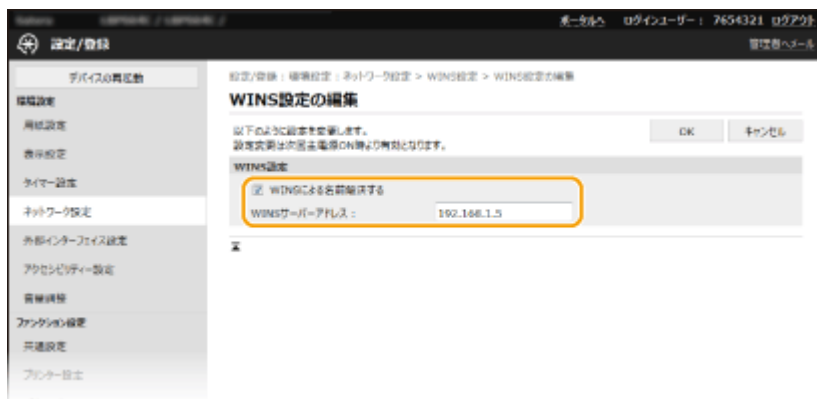 ポータルへ ログインユーザー： 7654321 ログアウト
設定/登録 管理者へメール
デバイスの再起動
設定/登録 : 環境設定 : ネットワーク設定 > WINS設定 > WINS設定の編集
環境設定
WINS設定の編集
用紙設定
以下のように設定を変更します。
設定変更は次回主電源ON時より有効となります。
OK キャンセル
表示設定
WINS設定
タイマー設定
WINSによる名前解決する
ネットワーク設定
WINSサーバーアドレス： 192.168.1.5
外部インターフェイス設定
アクセシビリティー設定
音量調整
ファンクション設定
共通設定
プリンター設定